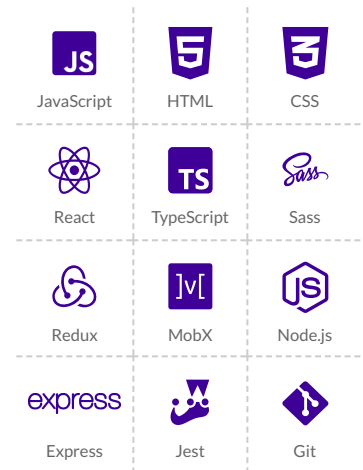 JS
5
3
JavaScript
HTML
CSS
TS
Sass
React
TypeScript
Sass
]v[
JS
Redux
MobX
Node.js
express
Express
Jest
Git